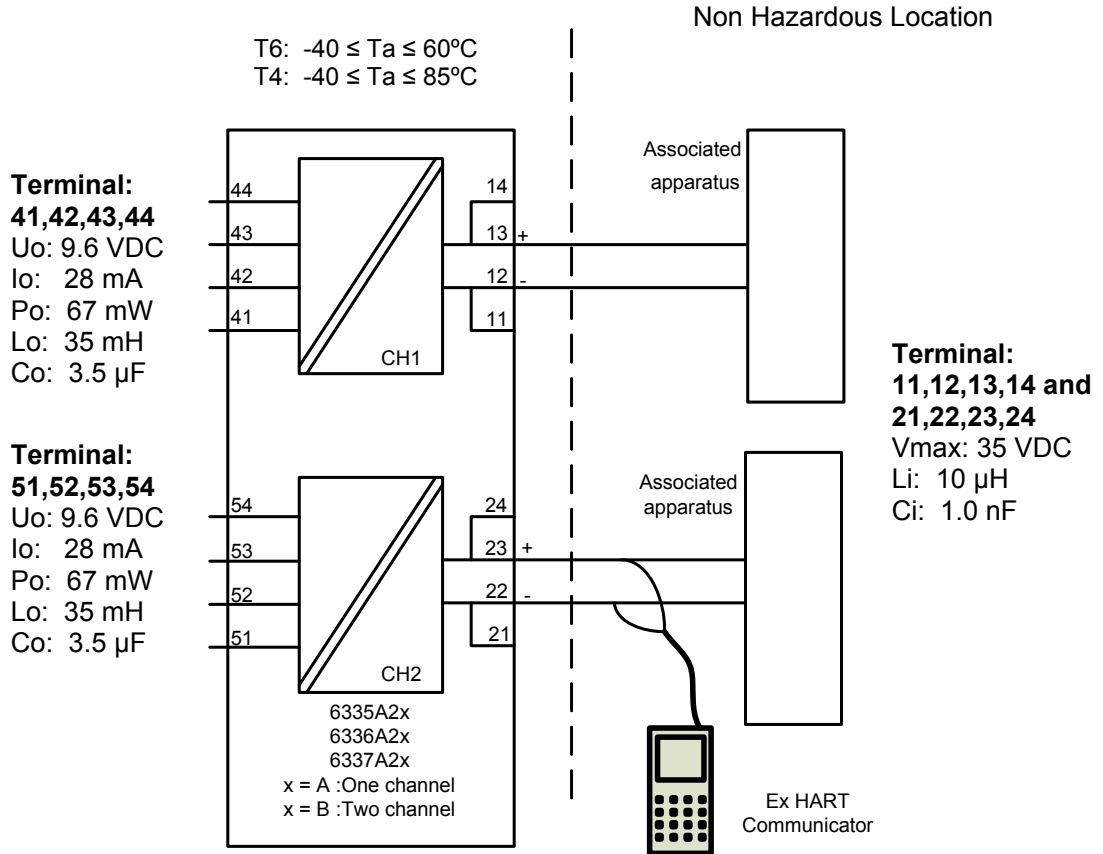 Non Hazardous Location
T6: -40 ≤ Ta ≤ 60ºC
T4: -40 ≤ Ta ≤ 85ºC
Terminal:
41,42,43,44
Uo: 9.6 VDC
Io: 28 mA
Po: 67 mW
Lo: 35 mH
Co: 3.5 µF
44
43
42
41
CH1
14
13 +
12 -
11
Associated
apparatus
Terminal:
11,12,13,14 and
21,22,23,24
Vmax: 35 VDC
Li: 10 µH
Ci: 1.0 nF
Terminal:
51,52,53,54
Uo: 9.6 VDC
Io: 28 mA
Po: 67 mW
Lo: 35 mH
Co: 3.5 µF
54
53
52
51
CH2
24
23 +
22 -
21
Associated
apparatus
6335A2x
6336A2x
6337A2x
x = A :One channel
x = B :Two channel
Ex HART
Communicator